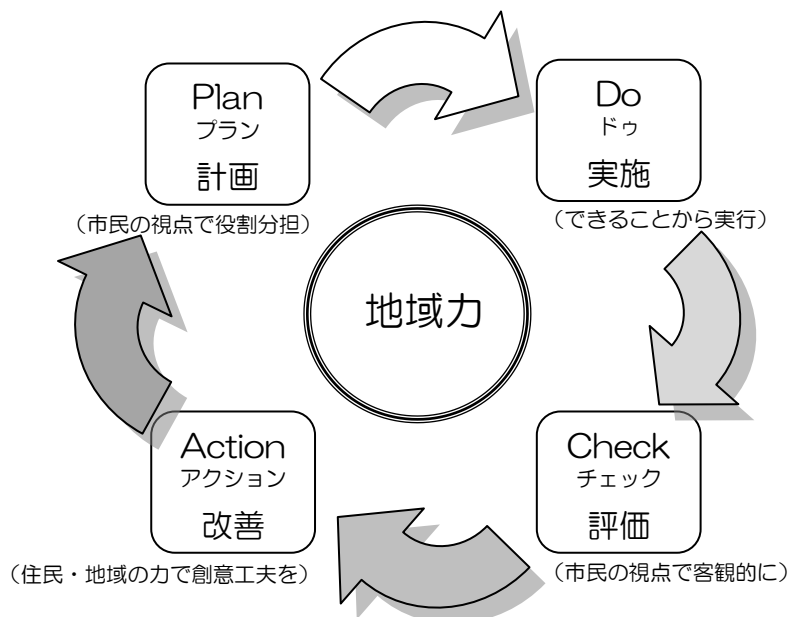 Plan
プラン
計画
（市民の視点で役割分担）
Do
ドゥ
実施
（できることから実行）
地域力
Action
アクション
改善
（住民・地域の力で創意工夫を）
Check
チェック
評価
（市民の視点で客観的に）